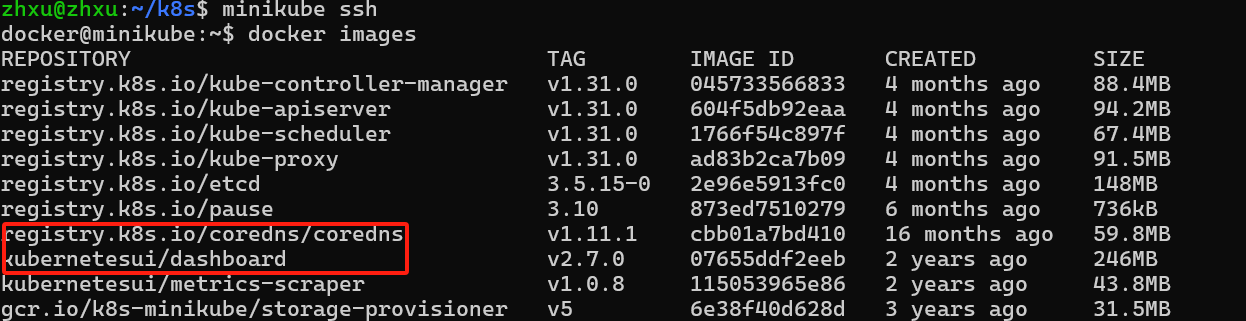 zhxu@zhxu:~/k8s$ minikube ssh
docker@minikube:~$ docker images
REPOSITORY TAG IMAGE ID CREATED SIZE
registry.k8s.io/kube-controller-manager v1.31.0 045733566833 4 months ago 88.4MB
registry.k8s.io/kube-apiserver v1.31.0 604f5db92eaa 4 months ago 94.2MB
registry.k8s.io/kube-scheduler v1.31.0 1766f54c897f 4 months ago 67.4MB
registry.k8s.io/kube-proxy v1.31.0 ad83b2ca7b09 4 months ago 91.5MB
registry.k8s.io/etcd 3.5.15-0 2e96e5913fc0 4 months ago 148MB
registry.k8s.io/pause 3.10 873ed7510279 6 months ago 736kB
registry.k8s.io/coredns/coredns v1.11.1 cbb01a7bd410 16 months ago 59.8MB
kubernetesui/dashboard v2.7.0 07655ddf2eeb 2 years ago 246MB
kubernetesui/metrics-scraper v1.0.8 115053965e86 2 years ago 43.8MB
gcr.io/k8s-minikube/storage-provisioner v5 6e38f40d628d 3 years ago 31.5MB